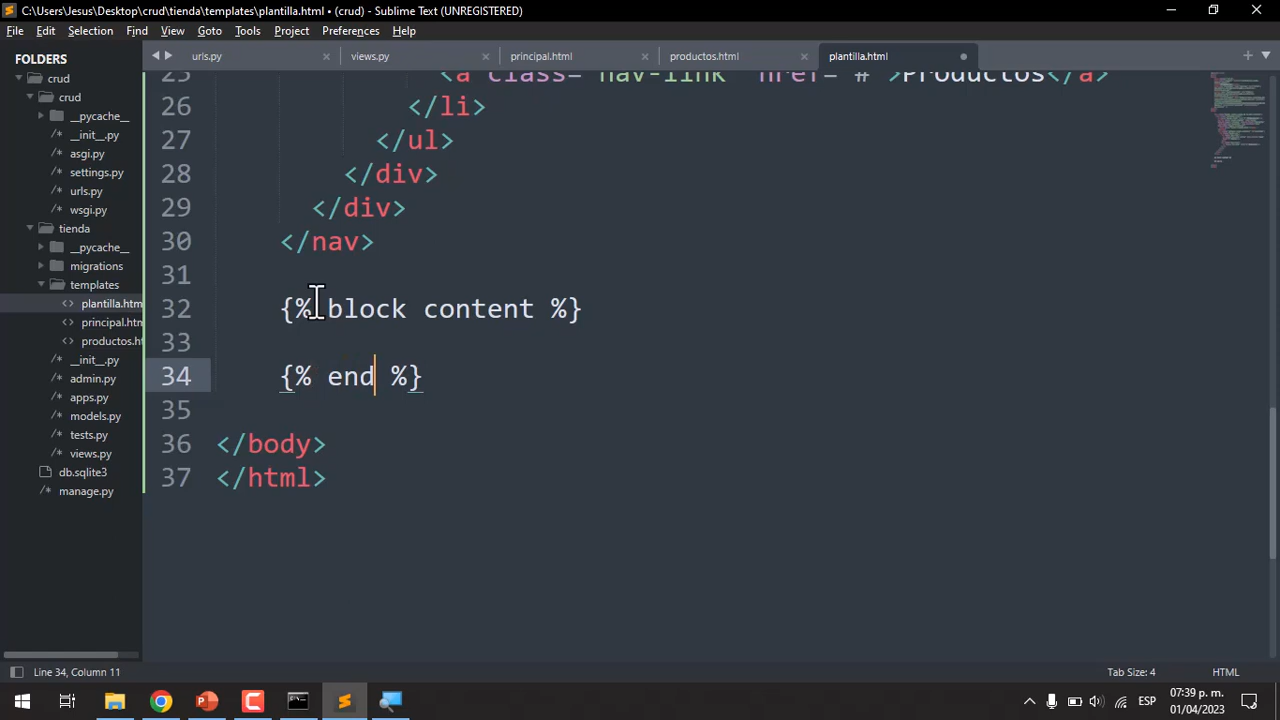 C:\Users\Jesus\Desktop\crud\tienda\templates\plantilla.html • (crud) - Sublime Text (UNREGISTERED)
File Edit Selection Find View Goto Tools Project Preferences Help
FOLDERS
urls.py
views.py
principal.html
productos.html
plantilla.html
crud
crud
__pycache__
__init__.py
asgi.py
settings.py
urls.py
wsgi.py
tienda
__pycache__
migrations
templates
plantilla.htm
principal.htm
productos.h
__init__.py
admin.py
apps.py
models.py
tests.py
views.py
db.sqlite3
manage.py
25 <a class="nav-link" href="#">Productos</a>
26 </li>
27 </ul>
28 </div>
29 </div>
30 </nav>
31
32 {% block content %}
33
34 {% end %}
35
36 </body>
37 </html>
Line 34, Column 11
Tab Size: 4
HTML
ESP
07:39 p. m.
01/04/2023